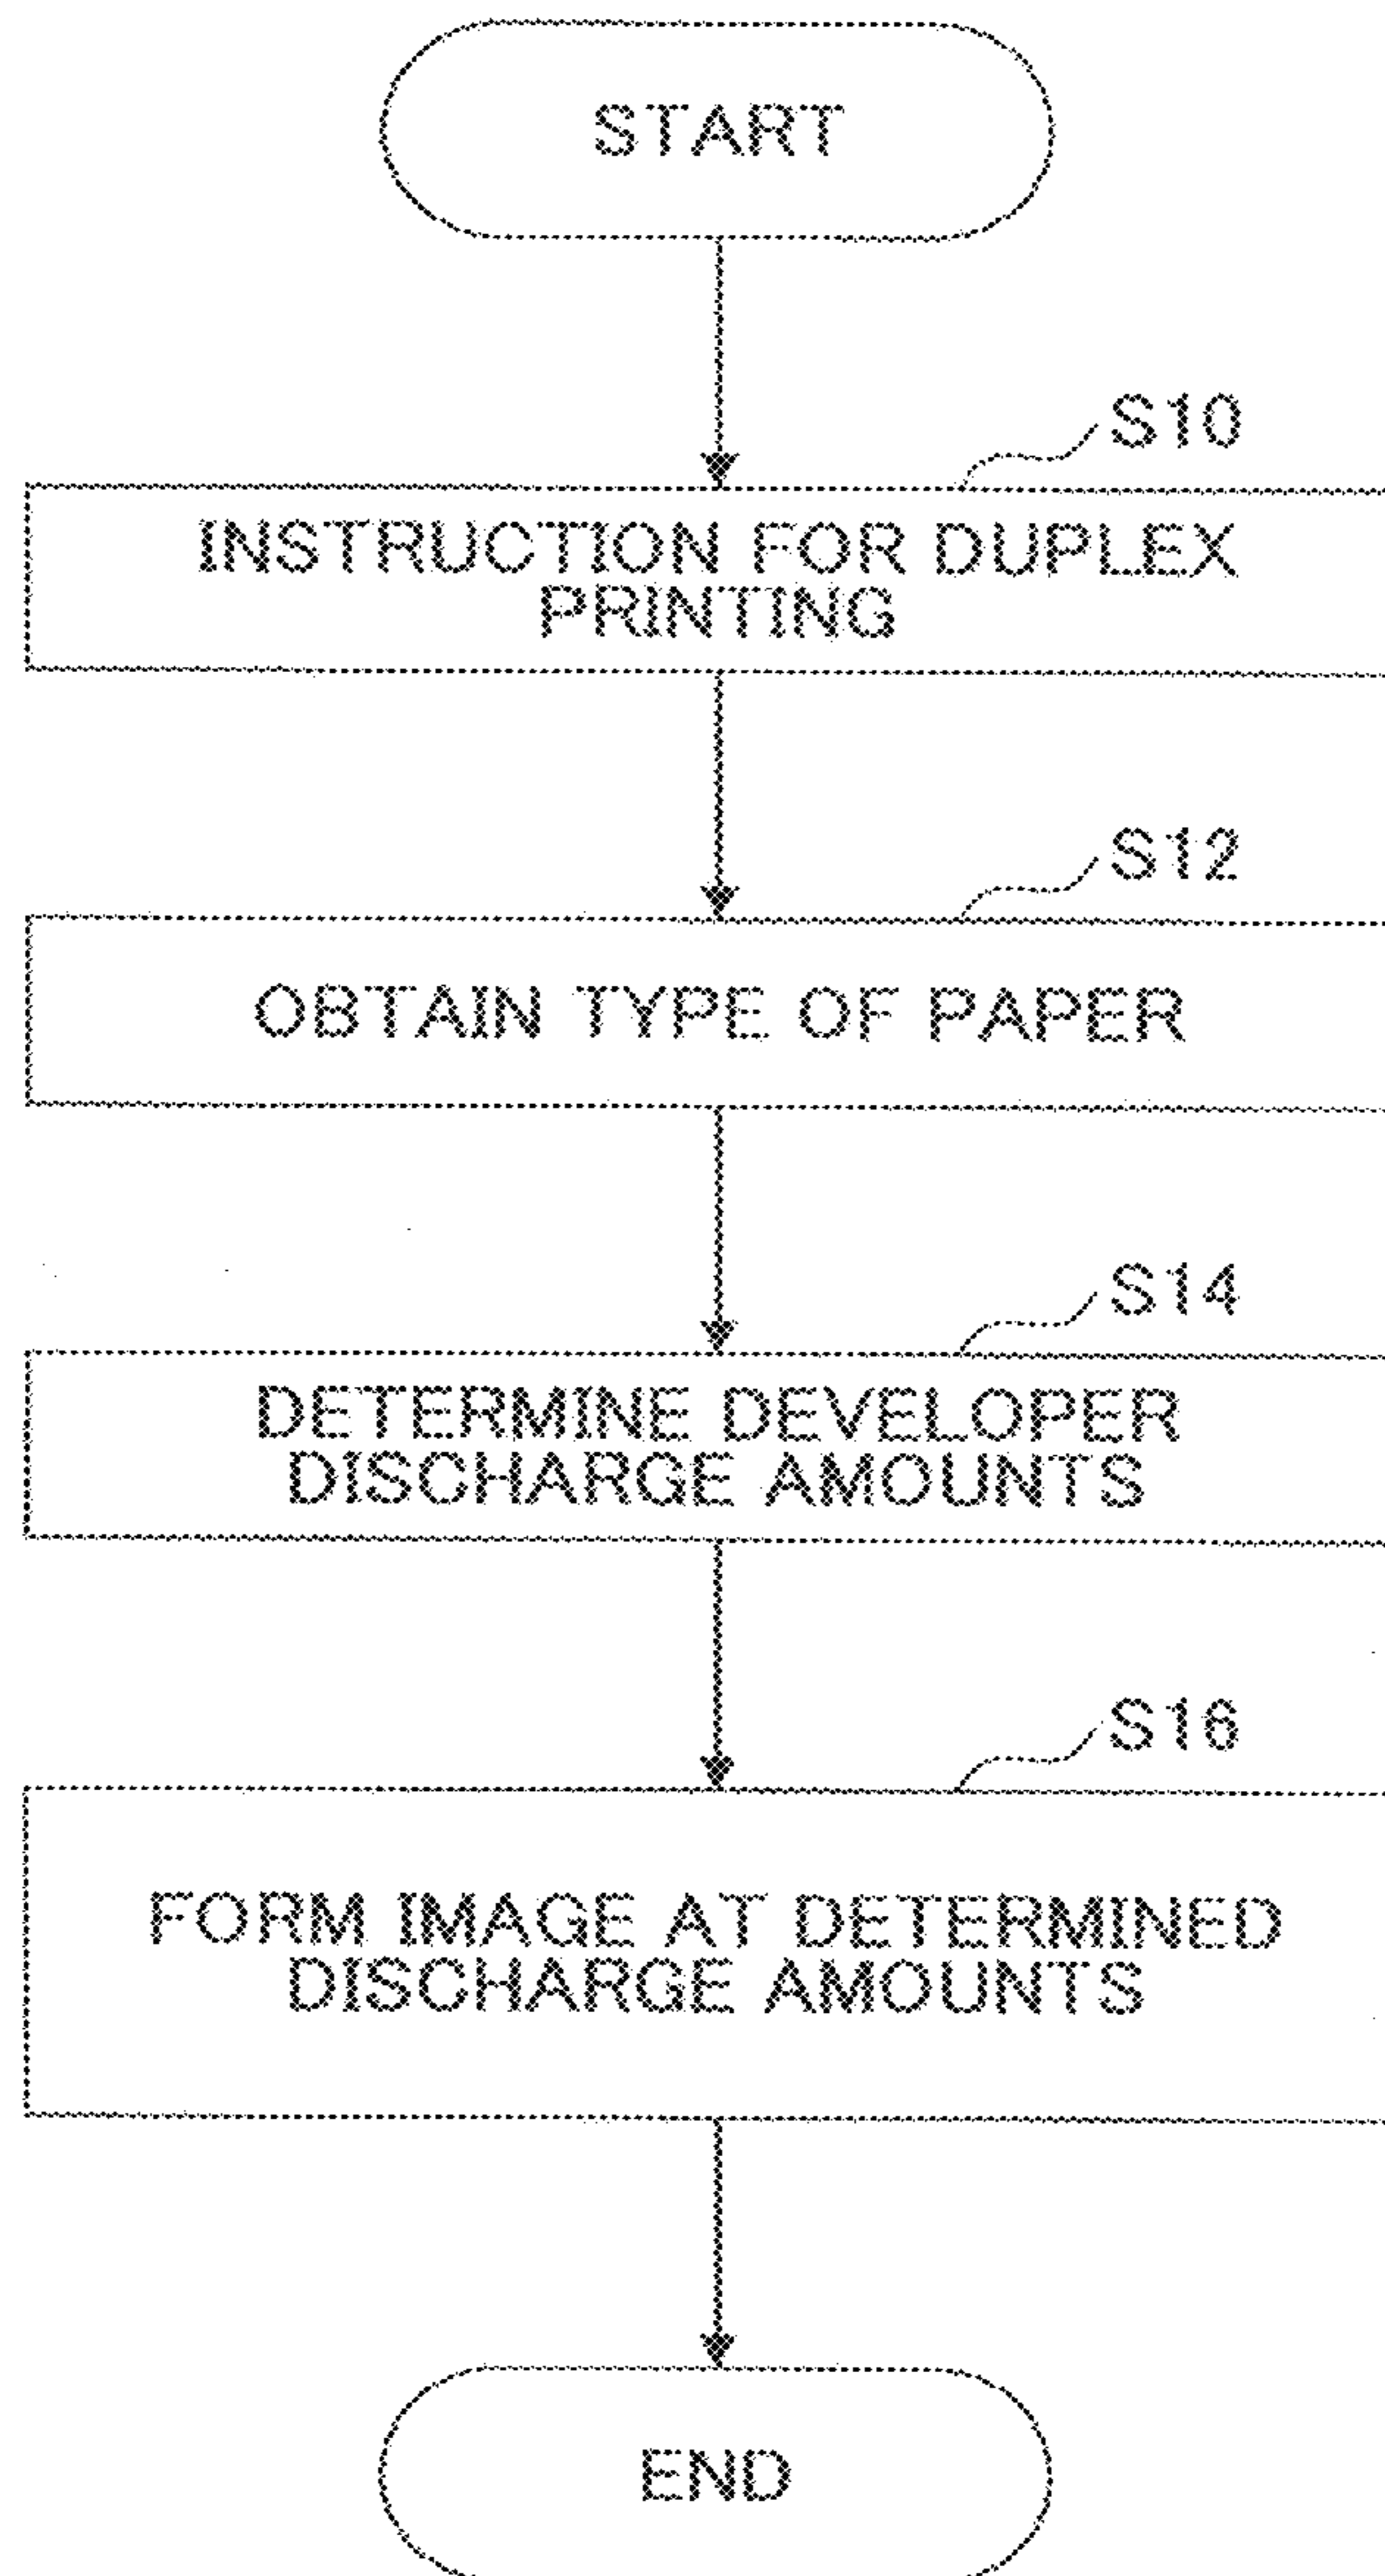 START
S10
INSTRUCTION FOR DUPLEX
PRINTING
S12
OBTAIN TYPE OF PAPER
S14
DETERMINE DEVELOPER
DISCHARGE AMOUNTS
S16
FORM IMAGE AT DETERMINED
DISCHARGE AMOUNTS
END